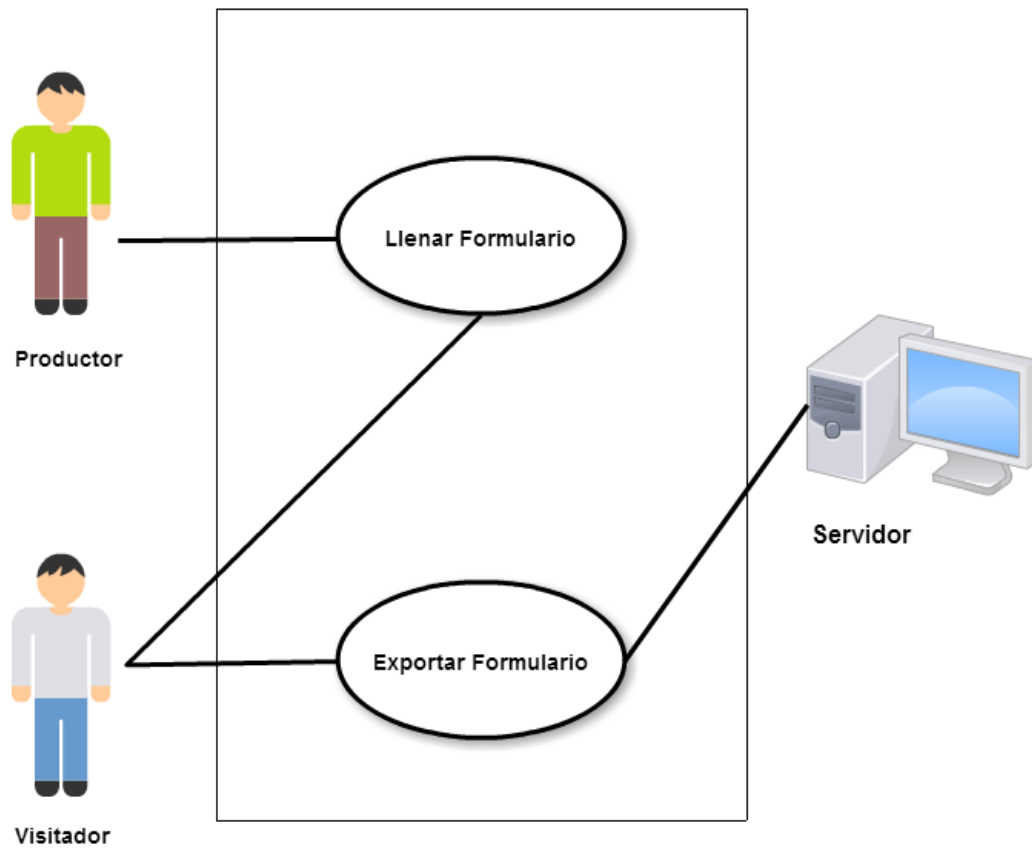 Llenar Formulario
Productor
Servidor
Exportar Formulario
Visitador